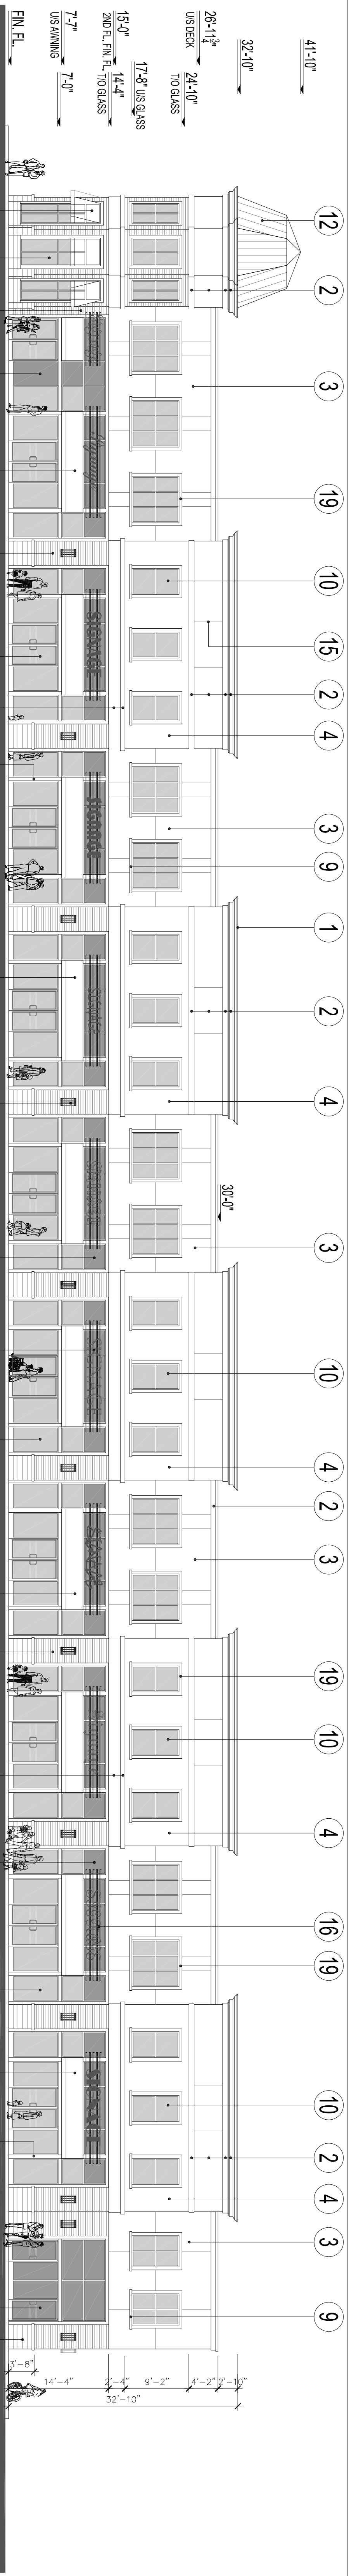 12 2 3 19 10 15 2 4 3 9 1 2 4 3 10 4 2 3 19 10 4 16 19 10 2 4 3 9
41'-10"
32'-10"
30'-0"
26'-11¾"
U/S DECK
24'-10"
T/O GLASS
17'-8" U/S GLASS
15'-0"
2ND FL. FIN. FL.
14'-4"
T/O GLASS
7'-7"
U/S AWNING
7'-0"
FIN. FL.
Signage
SIGNAGE
SIGNAGE
2'-10"
4'-2"
9'-2"
2'-4"
14'-4"
3'-8"
32'-10"